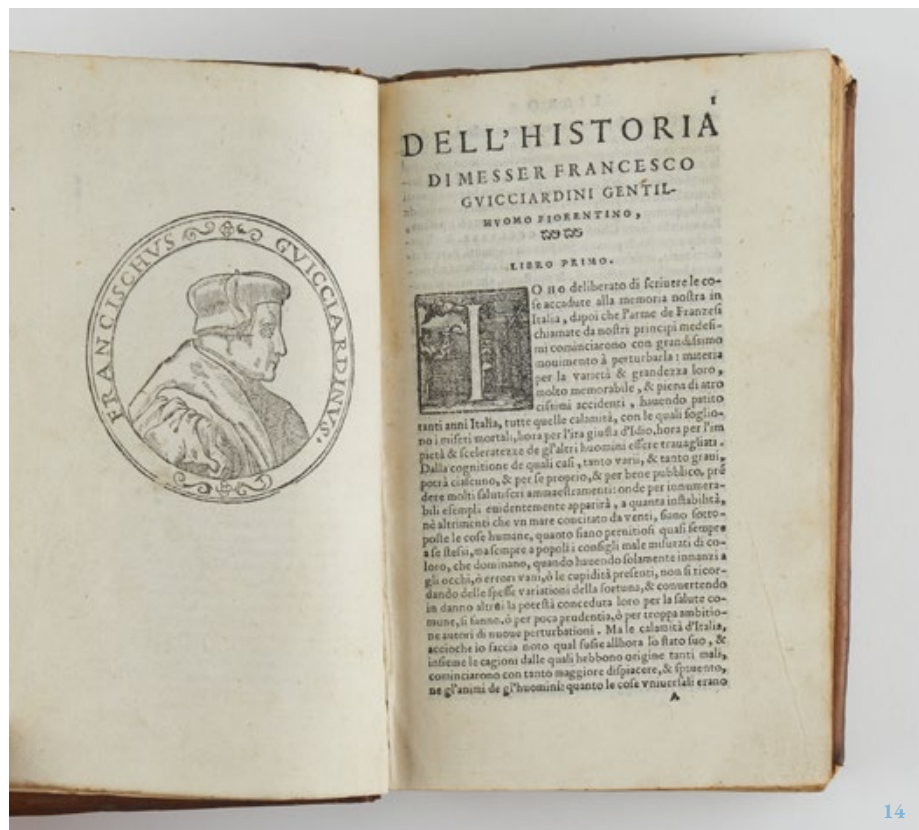 FRANCISCHVS GVICCIARDINVS.
1
DELL'HISTORIA
DI MESSER FRANCESCO
GVICCIARDINI GENTIL-
HVOMO FIORENTINO,
LIBRO PRIMO.
IO HO deliberato di ſcriuere le co-
ſe accadute alla memoria noſtra in
Italia, dapoi che l'arme de Franzeſi
chiamate da noſtri principi medeſi-
mi cominciarono con grandiſſimo
mouimento à perturbarla: materia
per la varietà & grandezza loro,
molto memorabile, & piena di atro
ciſſimi accidenti, hauendo patito
tanti anni Italia, tutte quelle calamità, con le quali ſoglio-
no i miſeri mortali, hora per l'ira giuſta d'Idio, hora per l'im
pietà & ſceleratezze de gl'altri huomini eſſere trauagliati.
Dalla cognitione de quali caſi, tanto varii, & tanto graui,
potrà ciaſcuno, & per ſe proprio, & per bene pubblico, prē
dere molti ſalutiferi ammaeſtramenti: onde per innumera-
bili eſempli euidentemente apparirà, a quanta inſtabilità,
nè altrimenti che vn mare concitato da venti, ſiano ſotto-
poſte le coſe humane, quanto ſiano pernitioſi quaſi ſempre
a ſe ſteſſi, ma ſempre a popoli i conſigli male miſurati di co-
loro, che dominano, quando hauendo ſolamente innanzi a
gli occhi, ò errori vani, ò le cupidità preſenti, non ſi ricor-
dando delle ſpeſſe variationi della fortuna, & conuertendo
in danno altrui la poteſtà conceduta loro per la ſalute co-
mune, ſi fanno, ò per poca prudentia, ò per troppa ambitio-
ne autori di nuoue perturbationi. Ma le calamità d'Italia,
accioche io faccia noto qual fuſſe allhora lo ſtato ſuo, &
inſieme le cagioni dalle quali hebbono origine tanti mali,
cominciarono con tanto maggiore diſpiacere, & ſpauento,
ne gl'animi de gl'huomini: quanto le coſe vniuerſali erano
A
14